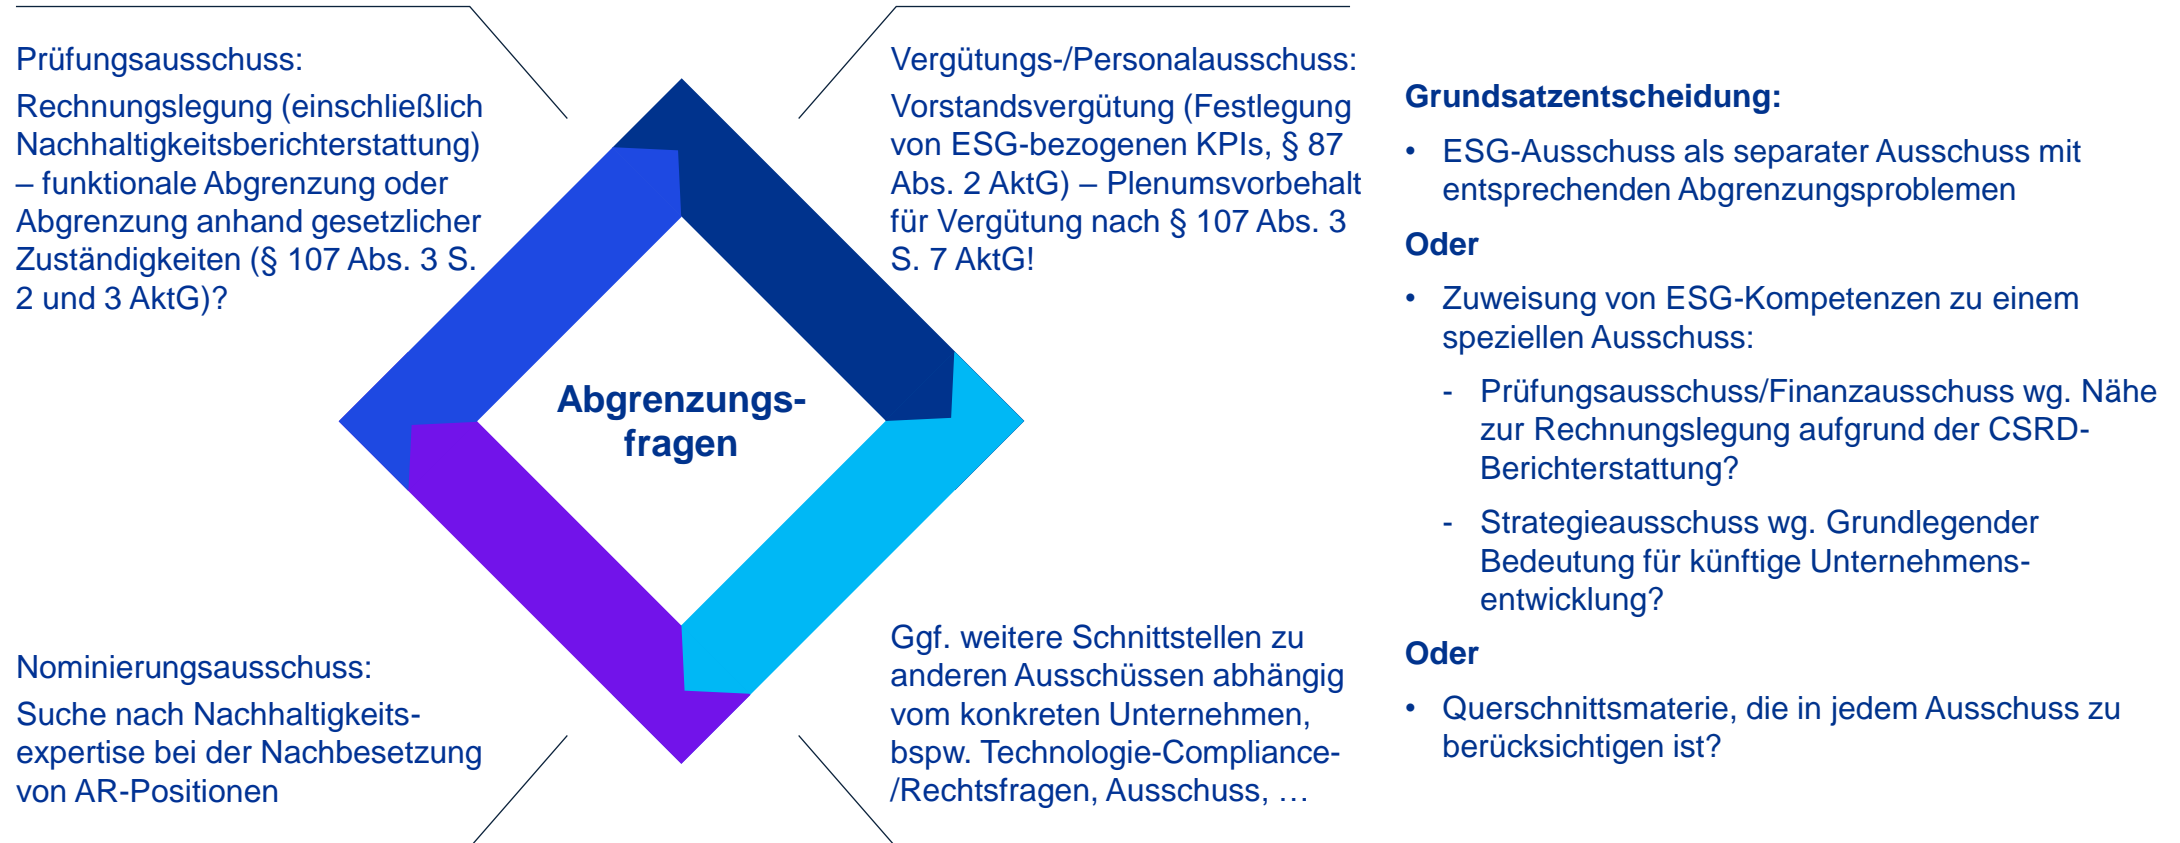 Prüfungsausschuss:
Rechnungslegung (einschließlich
Nachhaltigkeitsberichterstattung)
– funktionale Abgrenzung oder
Abgrenzung anhand gesetzlicher
Zuständigkeiten (§ 107 Abs. 3 S.
2 und 3 AktG)?
Vergütungs-/Personalausschuss:
Vorstandsvergütung (Festlegung
von ESG-bezogenen KPIs, § 87
Abs. 2 AktG) – Plenumsvorbehalt
für Vergütung nach § 107 Abs. 3
S. 7 AktG!
Abgrenzungs-
fragen
Nominierungsausschuss:
Suche nach Nachhaltigkeits-
expertise bei der Nachbesetzung
von AR-Positionen
Ggf. weitere Schnittstellen zu
anderen Ausschüssen abhängig
vom konkreten Unternehmen,
bspw. Technologie-Compliance-
/Rechtsfragen, Ausschuss, …
Grundsatzentscheidung:
• ESG-Ausschuss als separater Ausschuss mit
entsprechenden Abgrenzungsproblemen
Oder
• Zuweisung von ESG-Kompetenzen zu einem
speziellen Ausschuss:
- Prüfungsausschuss/Finanzausschuss wg. Nähe
zur Rechnungslegung aufgrund der CSRD-
Berichterstattung?
- Strategieausschuss wg. Grundlegender
Bedeutung für künftige Unternehmens-
entwicklung?
Oder
• Querschnittsmaterie, die in jedem Ausschuss zu
berücksichtigen ist?